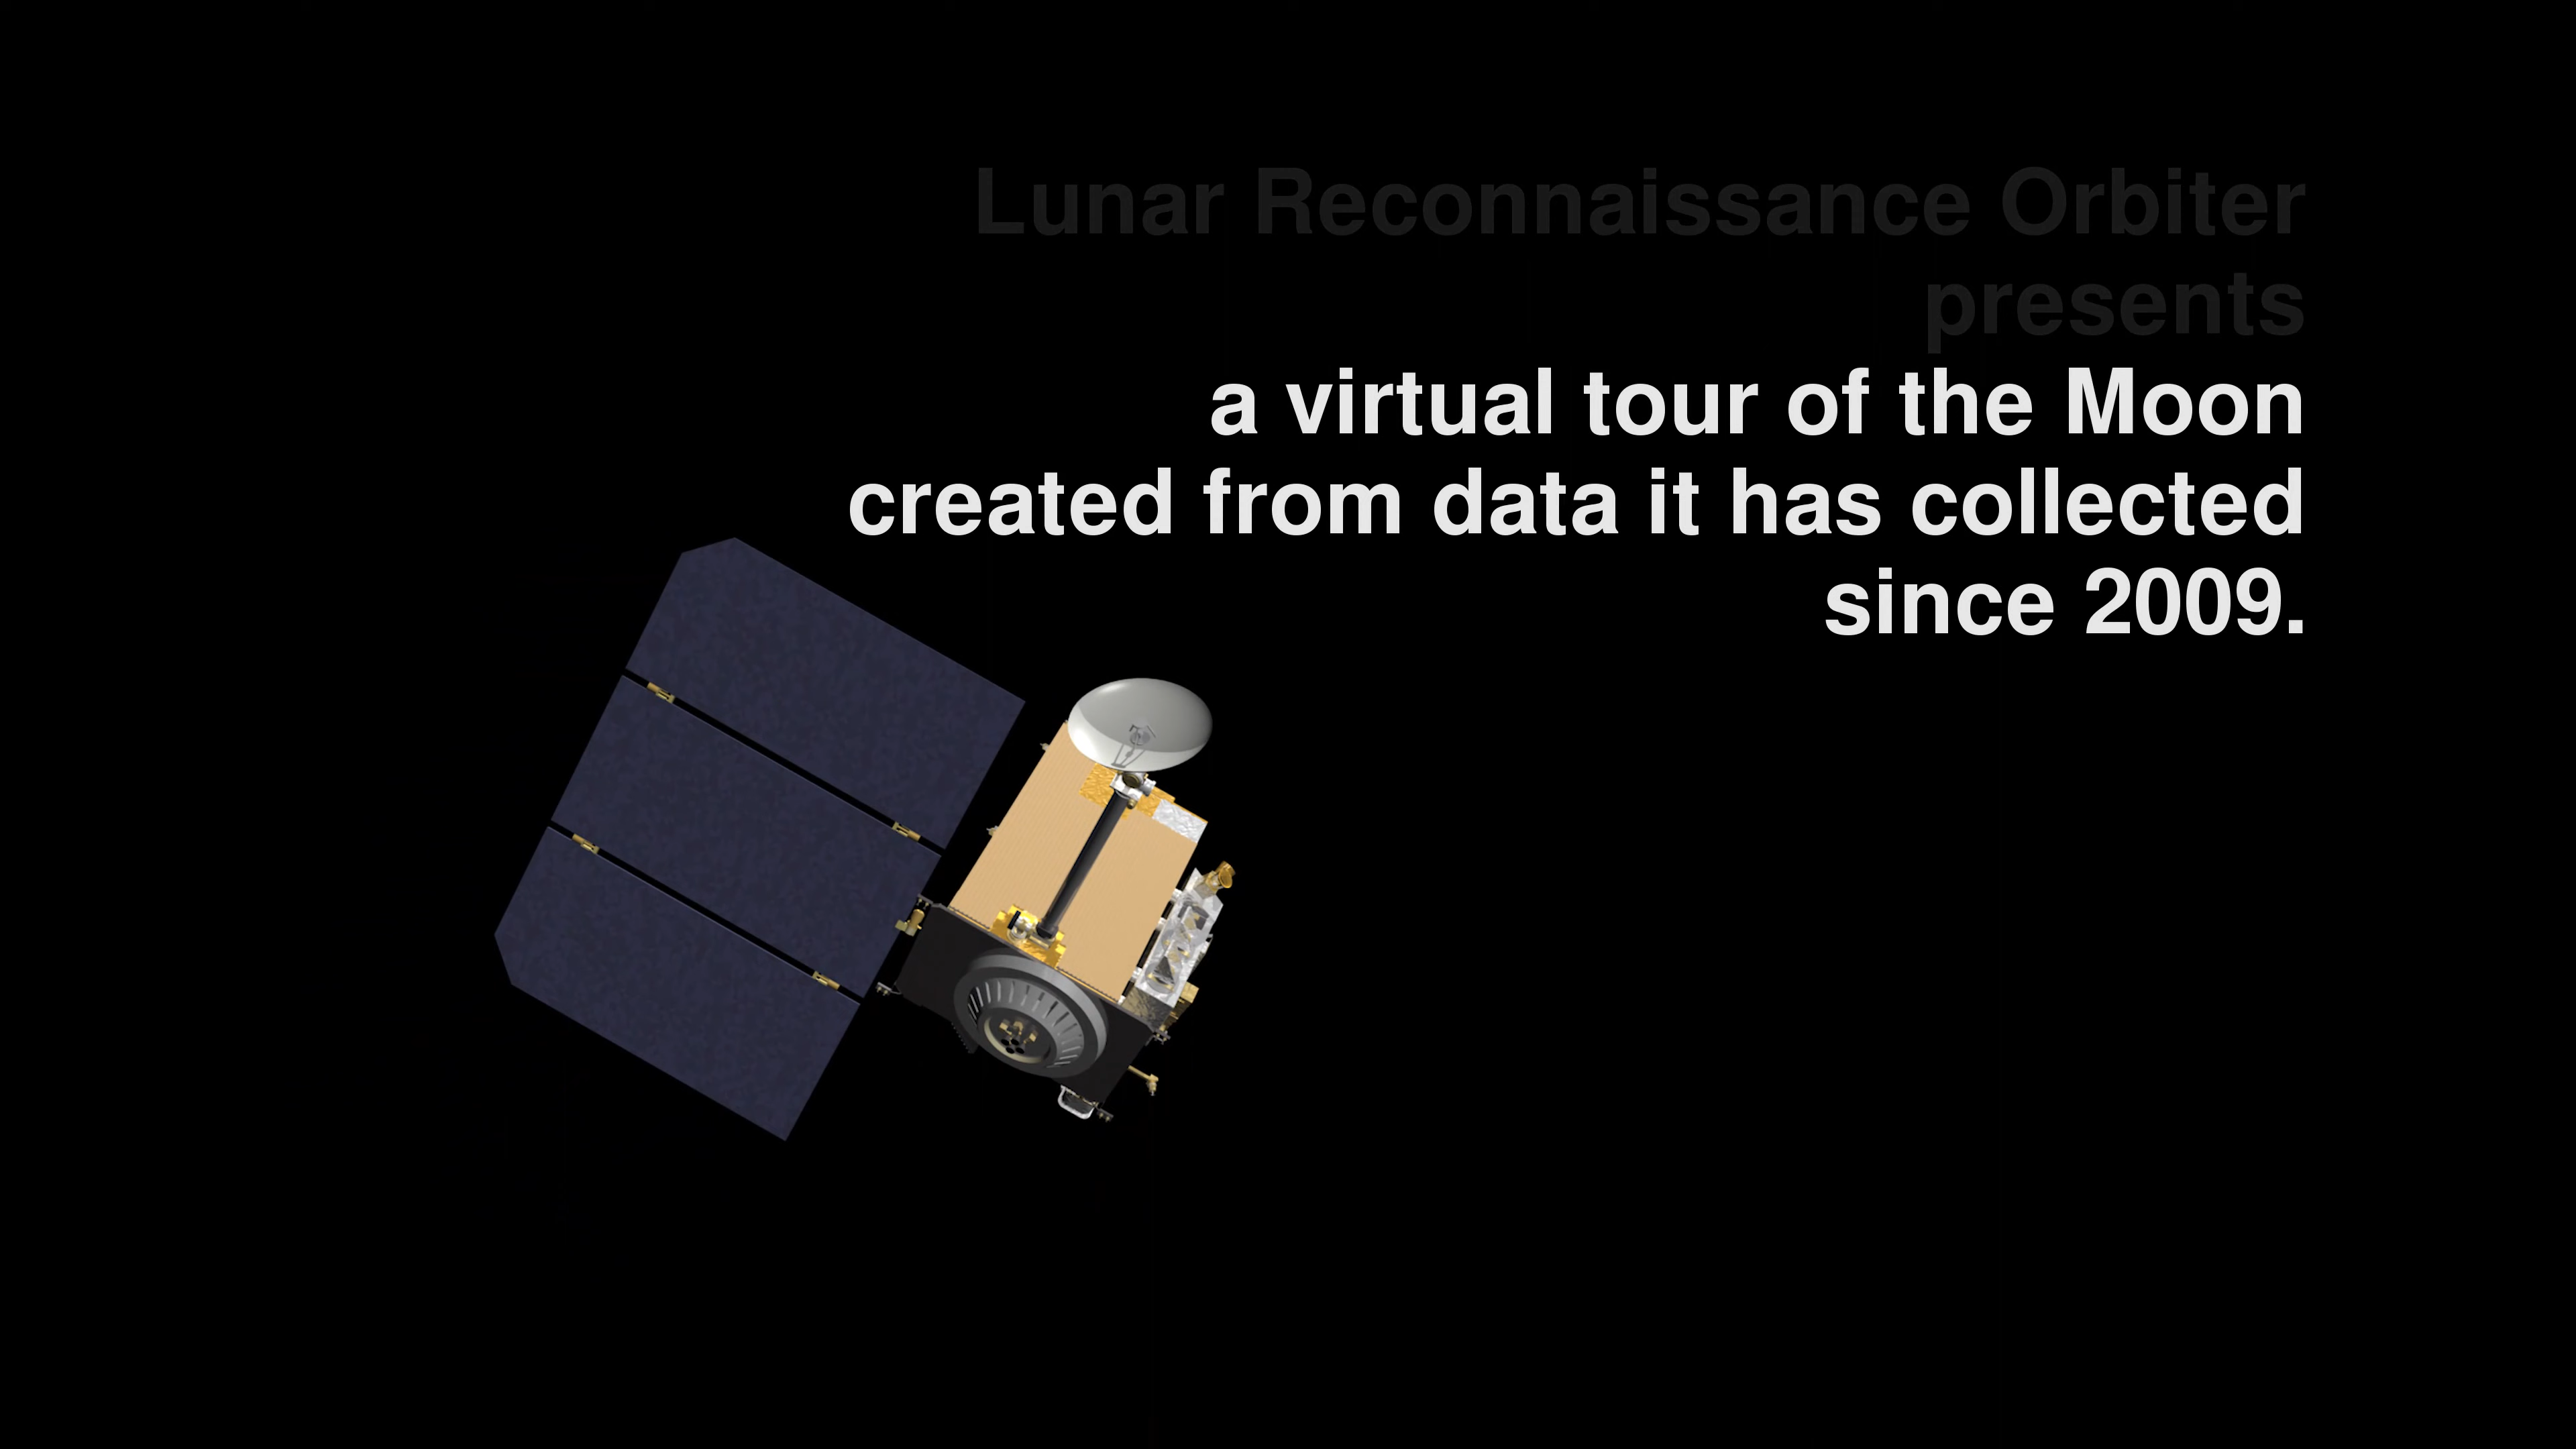 Lunar Reconnaissance Orbiter
presents
a virtual tour of the Moon
created from data it has collected
since 2009.